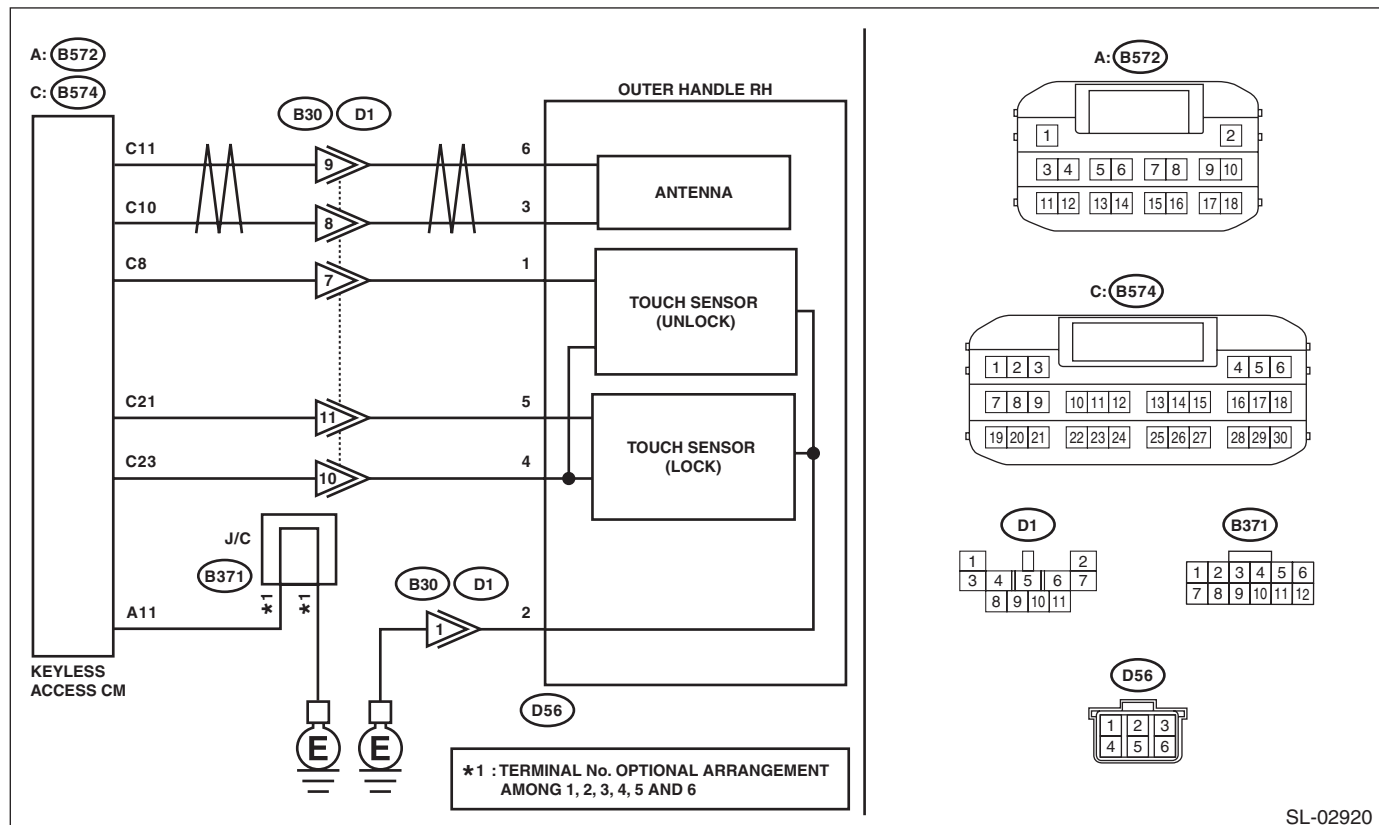 A: B572
C: B574
B30 D1
OUTER HANDLE RH
C11 9 6
ANTENNA
C10 8 3
C8 7 1
TOUCH SENSOR
(UNLOCK)
C21 11 5
TOUCH SENSOR
(LOCK)
C23 10 4
J/C
B371
*1 *1
B30 D1
A11 1 2
KEYLESS
ACCESS CM
E E
D56
*1 : TERMINAL No. OPTIONAL ARRANGEMENT
AMONG 1, 2, 3, 4, 5 AND 6
A: B572
1 2
3 4 5 6 7 8 9 10
11 12 13 14 15 16 17 18
C: B574
1 2 3 4 5 6
7 8 9 10 11 12 13 14 15 16 17 18
19 20 21 22 23 24 25 26 27 28 29 30
D1
1 2
3 4 5 6 7
8 9 10 11
B371
1 2 3 4 5 6
7 8 9 10 11 12
D56
1 2 3
4 5 6
SL-02920